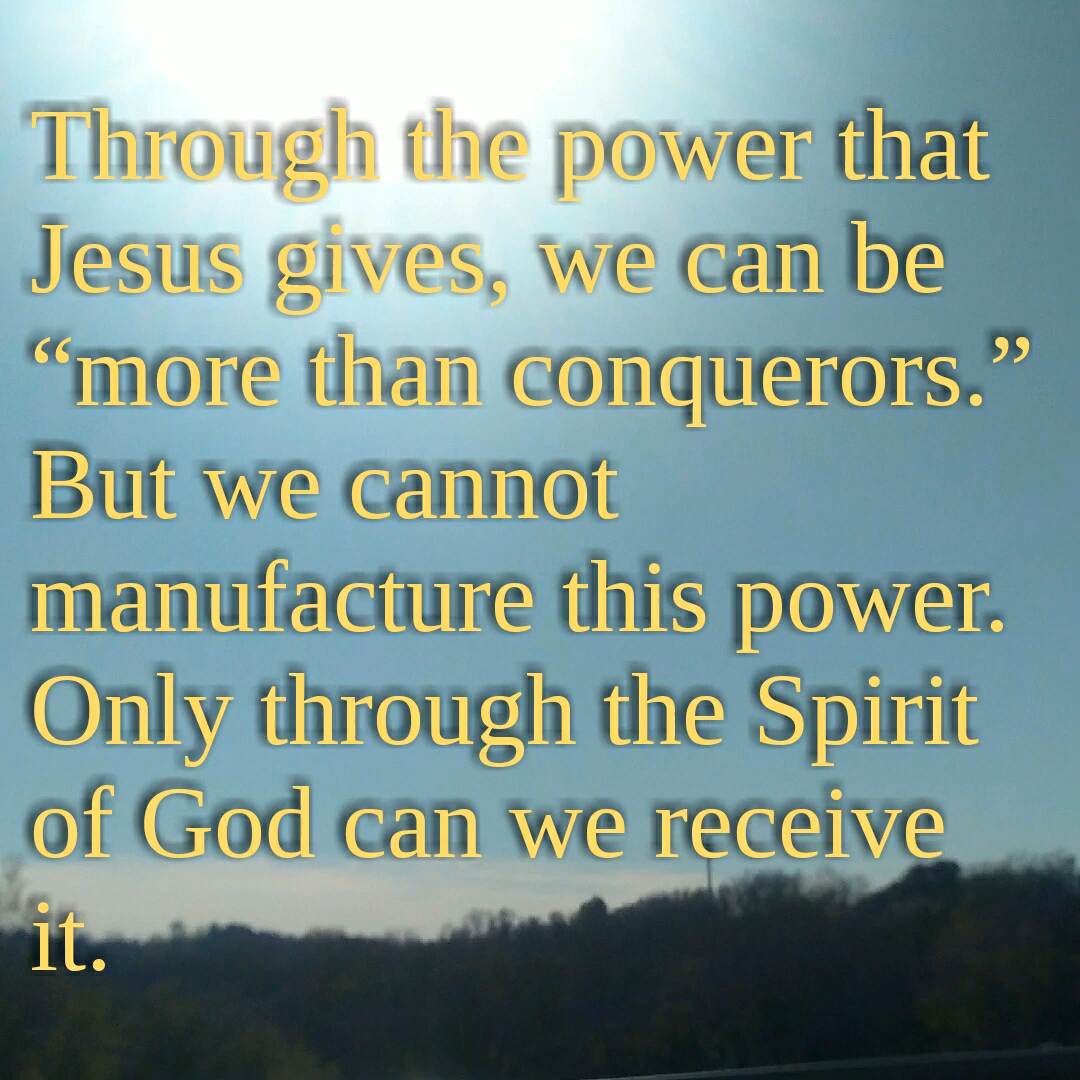 Through the power that
Jesus gives, we can be
“more than conquerors.”
But we cannot
manufacture this power.
Only through the Spirit
of God can we receive
it.